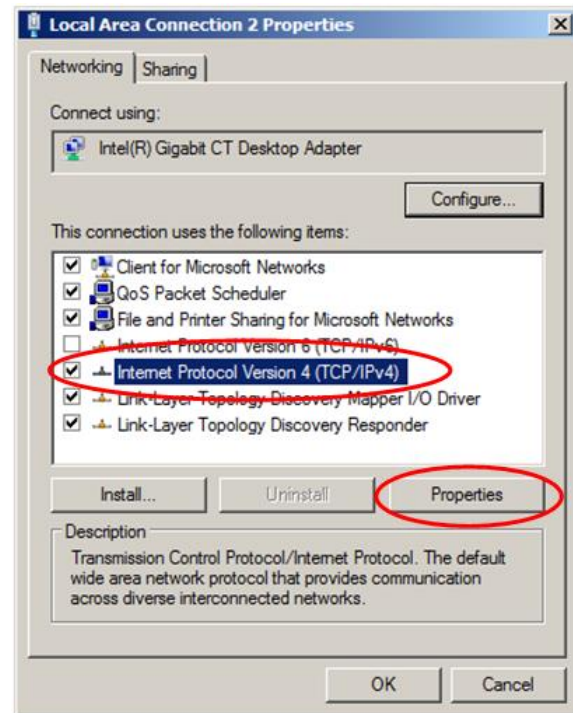 Local Area Connection 2 Properties
Networking
Sharing
Connect using:
Intel(R) Gigabit CT Desktop Adapter
Configure...
This connection uses the following items:
Client for Microsoft Networks
QoS Packet Scheduler
File and Printer Sharing for Microsoft Networks
Internet Protocol Version 6 (TCP/IPv6)
Internet Protocol Version 4 (TCP/IPv4)
Link-Layer Topology Discovery Mapper I/O Driver
Link-Layer Topology Discovery Responder
Install...
Uninstall
Properties
Description
Transmission Control Protocol/Internet Protocol. The default
wide area network protocol that provides communication
across diverse interconnected networks.
OK
Cancel